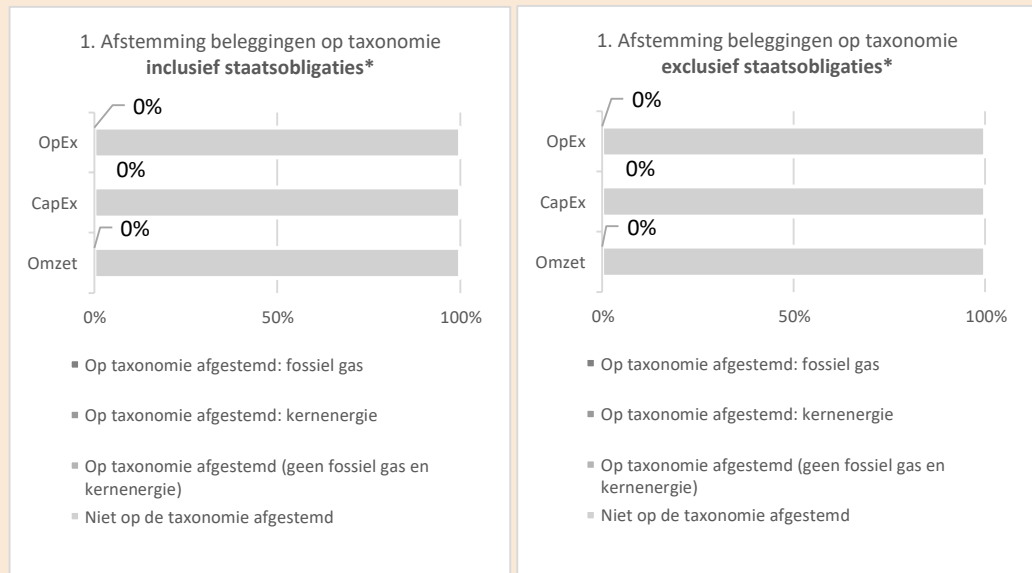 1. Afstemming beleggingen op taxonomie
inclusief staatsobligaties*
0%
OpEx
0%
CapEx
0%
Omzet
0%
50%
100%
Op taxonomie afgestemd: fossiel gas
Op taxonomie afgestemd: kernenergie
Op taxonomie afgestemd (geen fossiel gas en
kernenergie)
Niet op de taxonomie afgestemd
1. Afstemming beleggingen op taxonomie
exclusief staatsobligaties*
0%
OpEx
0%
CapEx
0%
Omzet
0%
50%
100%
Op taxonomie afgestemd: fossiel gas
Op taxonomie afgestemd: kernenergie
Op taxonomie afgestemd (geen fossiel gas en
kernenergie)
Niet op de taxonomie afgestemd